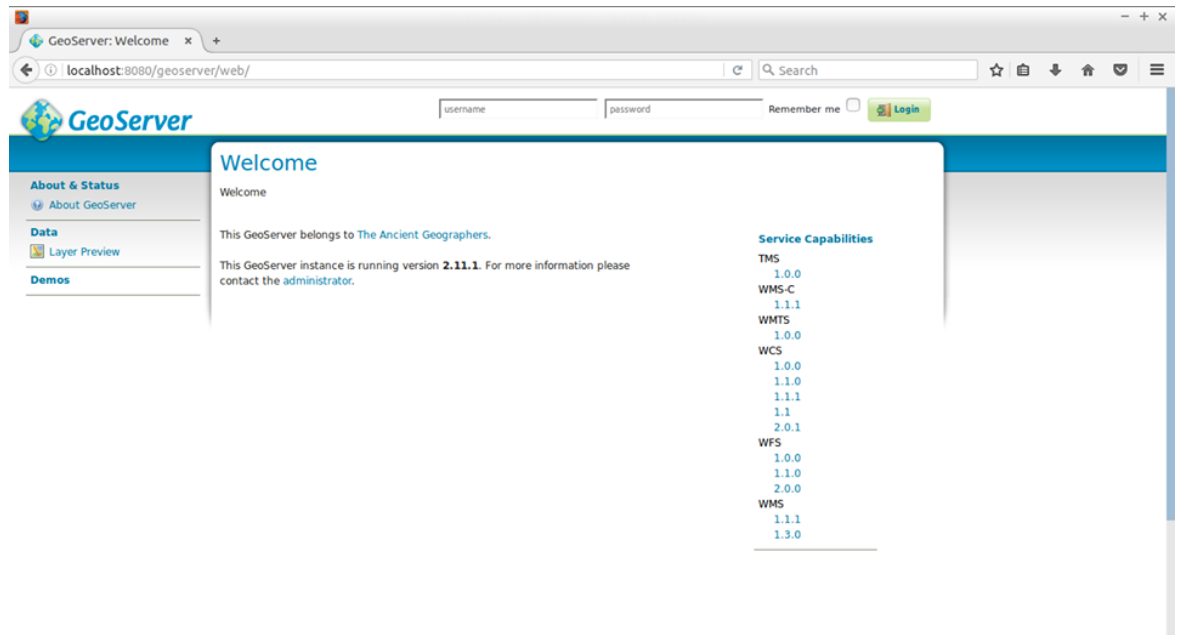 GeoServer: Welcome × +
localhost:8080/geoserver/web/
Search
GeoServer
username
password
Remember me
Login
About & Status
About GeoServer
Data
Layer Preview
Demos
Welcome
Welcome
This GeoServer belongs to The Ancient Geographers.
This GeoServer instance is running version 2.11.1. For more information please
contact the administrator.
Service Capabilities
TMS
1.0.0
WMS-C
1.1.1
WMTS
1.0.0
WCS
1.0.0
1.1.0
1.1.1
1.1
2.0.1
WFS
1.0.0
1.1.0
2.0.0
WMS
1.1.1
1.3.0